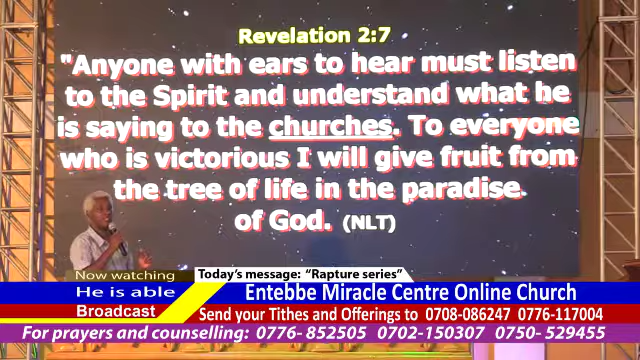 Revelation 2:7
"Anyone with ears to hear must listen
to the Spirit and understand what he
is saying to the churches. To everyone
who is victorious I will give fruit from
the tree of life in the paradise
of God. (NLT)
Now watching
He is able
Broadcast
Today's message: "Rapture series"
Entebbe Miracle Centre Online Church
Send your Tithes and Offerings to 0708-086247 0776-117004
For prayers and counselling: 0776- 852505 0702-150307 0750- 529455